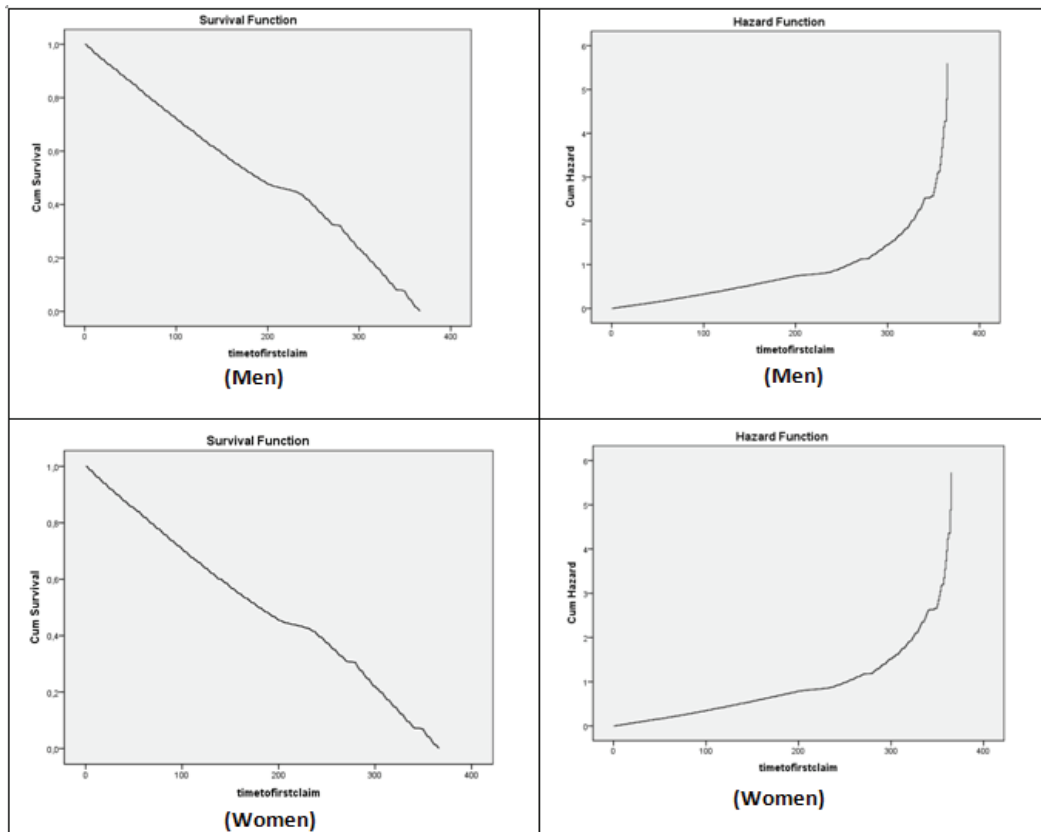 Survival Function
Cum Survival
1,0
0,8
0,6
0,4
0,2
0,0
0 100 200 300 400
timetofirstclaim
(Men)
Hazard Function
Cum Hazard
6
5
4
3
2
1
0
0 100 200 300 400
timetofirstclaim
(Men)
Survival Function
Cum Survival
1,0
0,8
0,6
0,4
0,2
0,0
0 100 200 300 400
timetofirstclaim
(Women)
Hazard Function
Cum Hazard
6
5
4
3
2
1
0
0 100 200 300 400
timetofirstclaim
(Women)